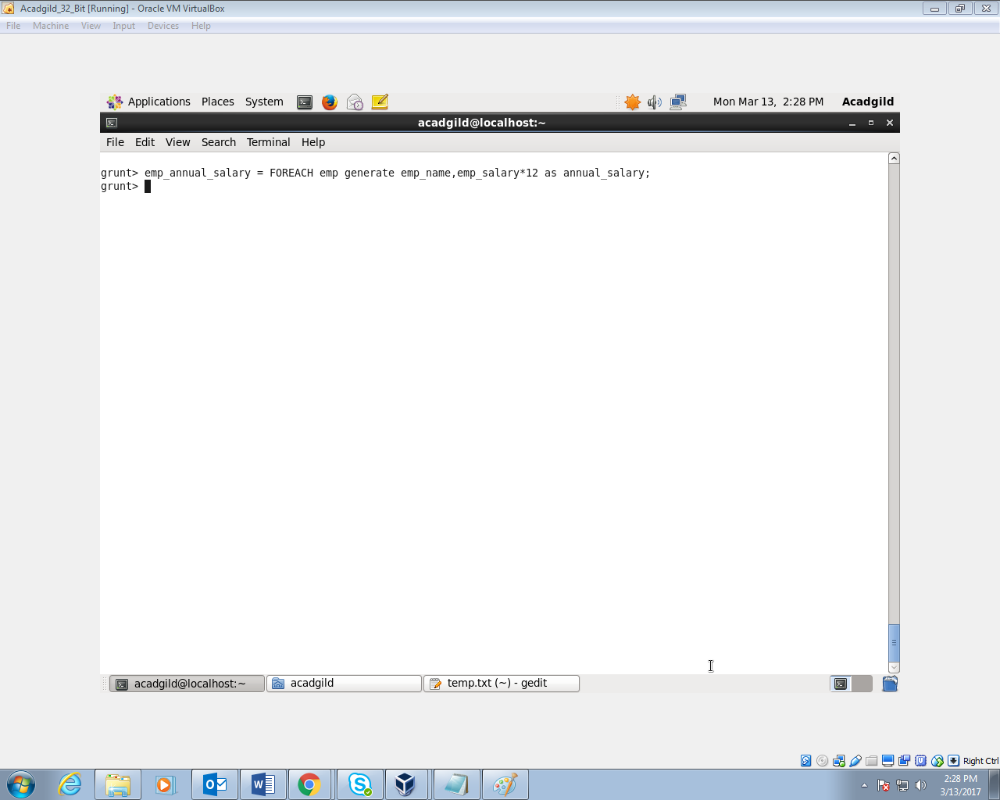 Acadgild_32_Bit [Running] - Oracle VM VirtualBox
File Machine View Input Devices Help
Applications Places System Mon Mar 13, 2:28 PM Acadgild
acadgild@localhost:~
File Edit View Search Terminal Help
grunt> emp_annual_salary = FOREACH emp generate emp_name,emp_salary*12 as annual_salary;
grunt>
acadgild@localhost:~ acadgild temp.txt (~) - gedit
Right Ctrl
2:28 PM
3/13/2017